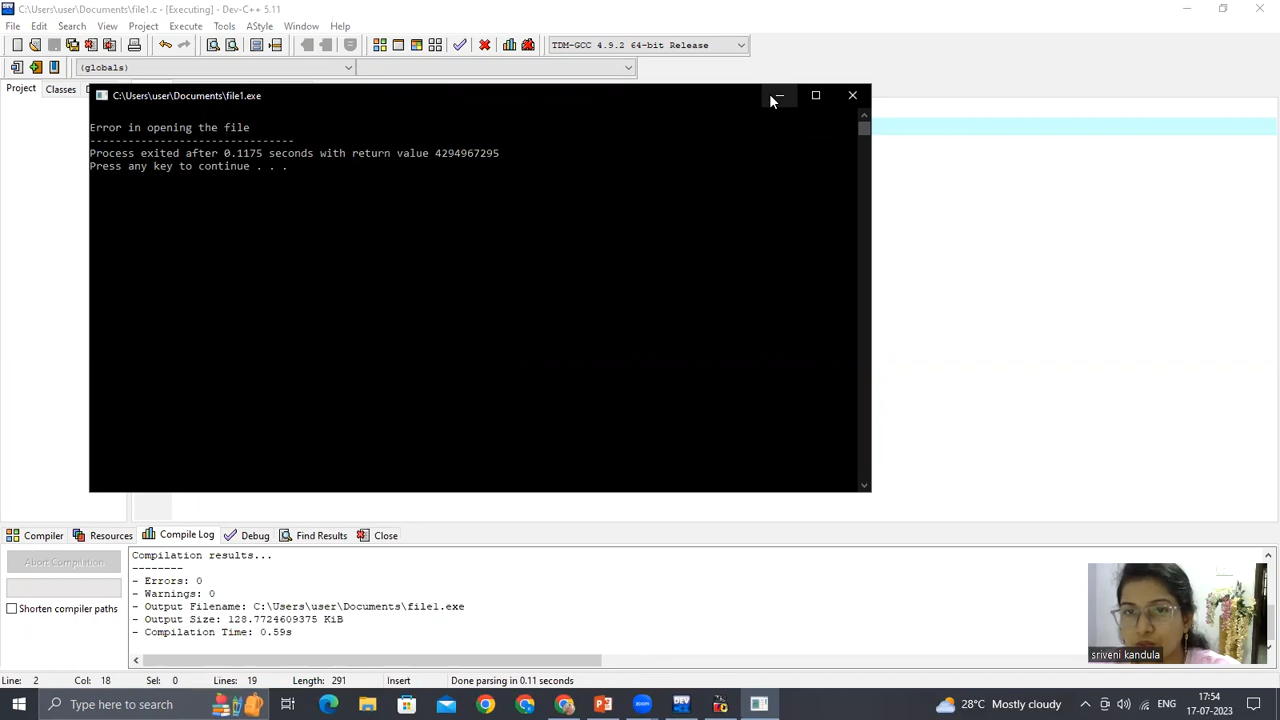 C:\Users\user\Documents\file1.c - [Executing] - Dev-C++ 5.11
File Edit Search View Project Execute Tools AStyle Window Help
TDM-GCC 4.9.2 64-bit Release
(globals)
Project Classes
C:\Users\user\Documents\file1.exe
Error in opening the file
--------------------------------
Process exited after 0.1175 seconds with return value 4294967295
Press any key to continue . . .
Compiler Resources Compile Log Debug Find Results Close
Abort Compilation
Shorten compiler paths
Compilation results...
--------
- Errors: 0
- Warnings: 0
- Output Filename: C:\Users\user\Documents\file1.exe
- Output Size: 128.7724609375 KiB
- Compilation Time: 0.59s
sriveni kandula
Line: 2 Col: 18 Sel: 0 Lines: 19 Length: 291 Insert Done parsing in 0.11 seconds
Type here to search
28°C Mostly cloudy
ENG
17:54
17-07-2023